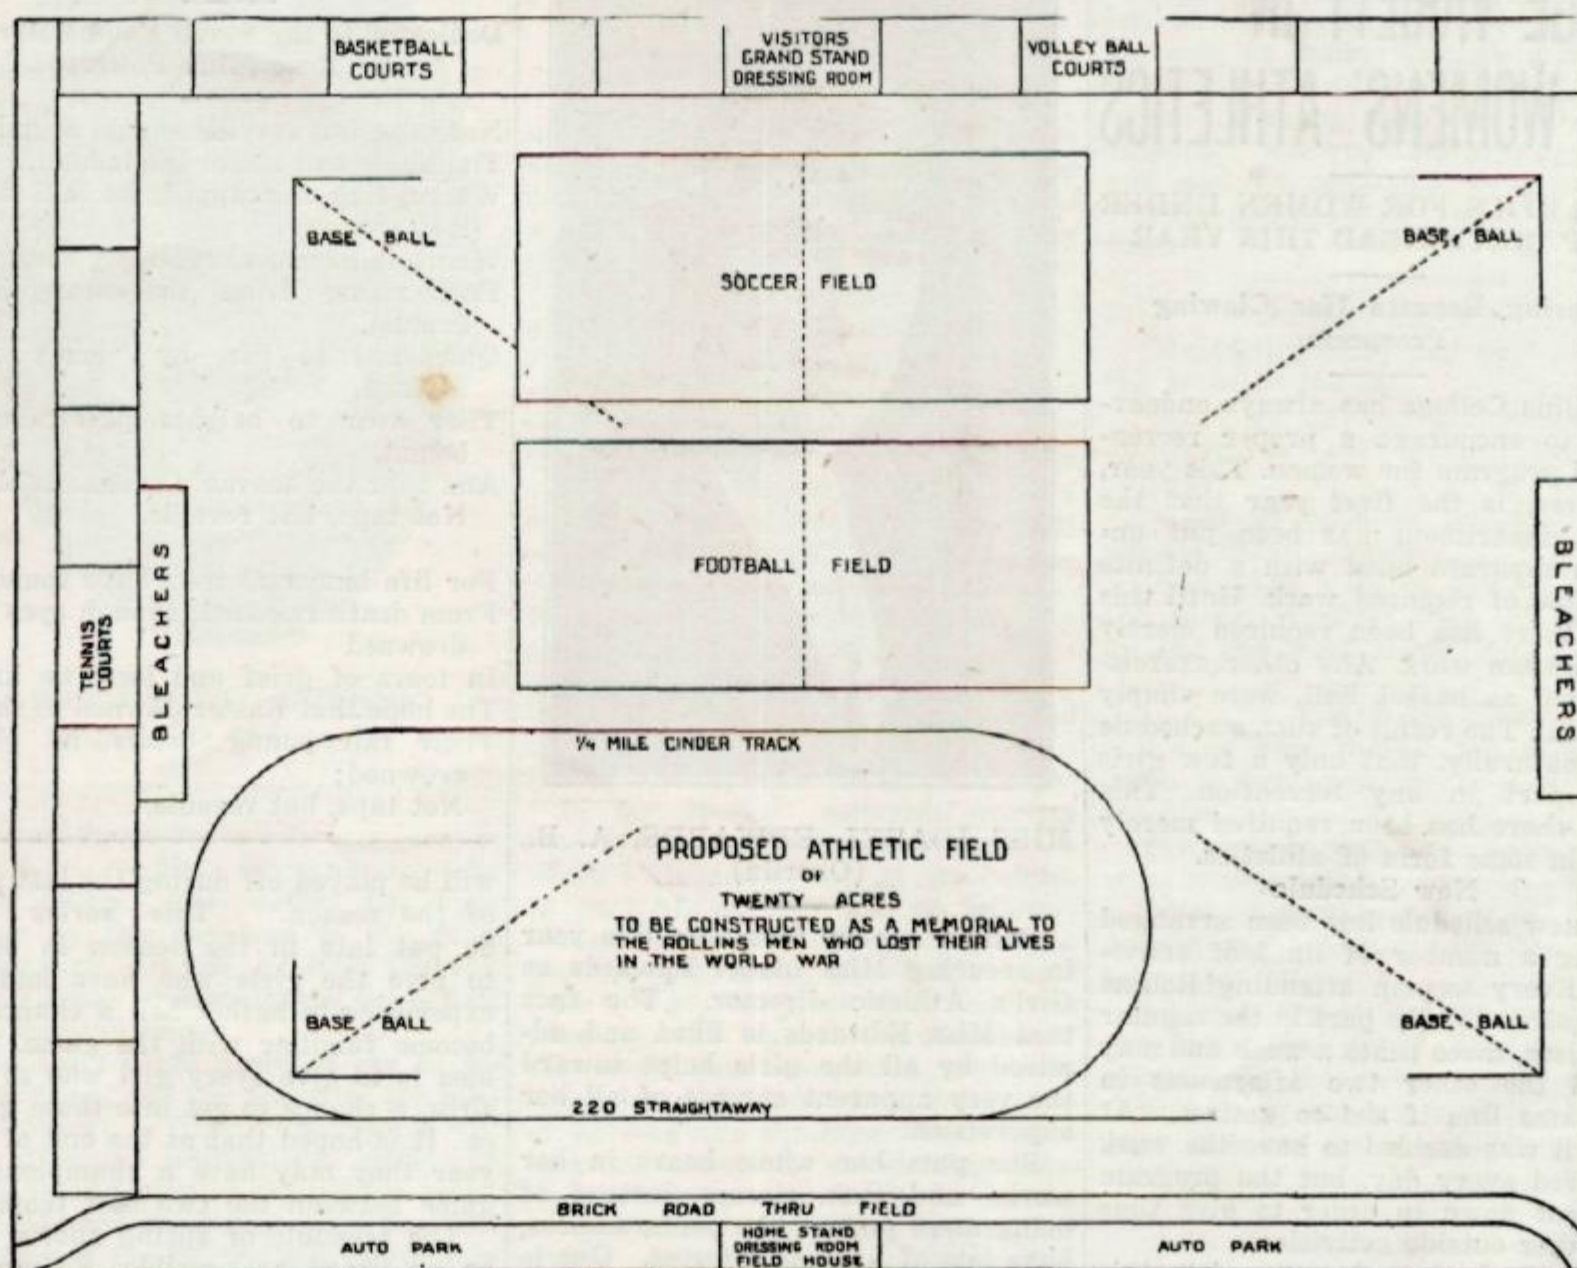 BASKETBALL
COURTS
VISITORS
GRAND STAND
DRESSING ROOM
VOLLEY BALL
COURTS
BASE BALL
BASE BALL
SOCCER FIELD
FOOTBALL FIELD
TENNIS
COURTS
BLEACHERS
BLEACHERS
1/4 MILE CINDER TRACK
PROPOSED ATHLETIC FIELD
OF
TWENTY ACRES
TO BE CONSTRUCTED AS A MEMORIAL TO
THE ROLLINS MEN WHO LOST THEIR LIVES
IN THE WORLD WAR
BASE BALL
BASE BALL
220 STRAIGHTAWAY
BRICK ROAD THRU FIELD
AUTO PARK
HOME STAND
DRESSING ROOM
FIELD HOUSE
AUTO PARK